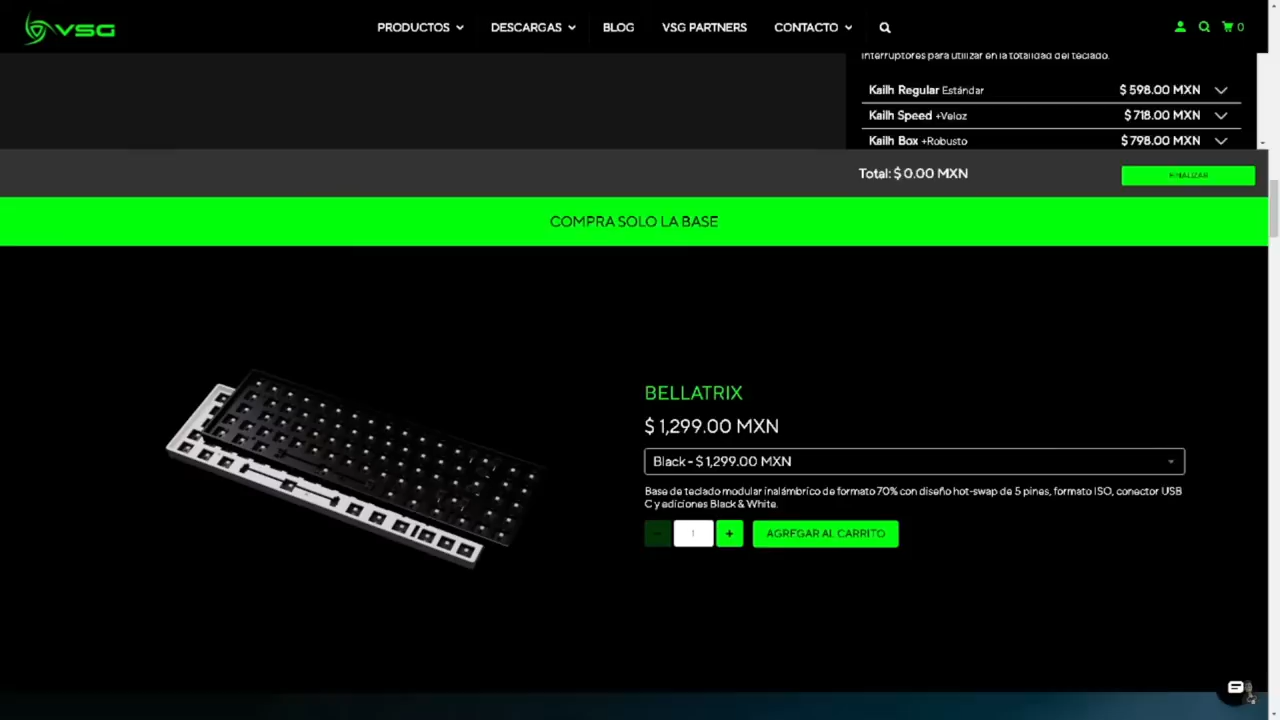 VSG
PRODUCTOS DESCARGAS BLOG VSG PARTNERS CONTACTO 0
interruptores para utilizar en la totalidad del teclado.
Kailh Regular Estándar $ 598.00 MXN
Kailh Speed +Veloz $ 718.00 MXN
Kailh Box +Robusto $ 798.00 MXN
Total: $ 0.00 MXN FINALIZAR
COMPRA SOLO LA BASE
BELLATRIX
$ 1,299.00 MXN
Black - $ 1,299.00 MXN
Base de teclado modular inalámbrico de formato 70% con diseño hot-swap de 5 pines, formato ISO, conector USB
C y ediciones Black & White.
- 1 + AGREGAR AL CARRITO